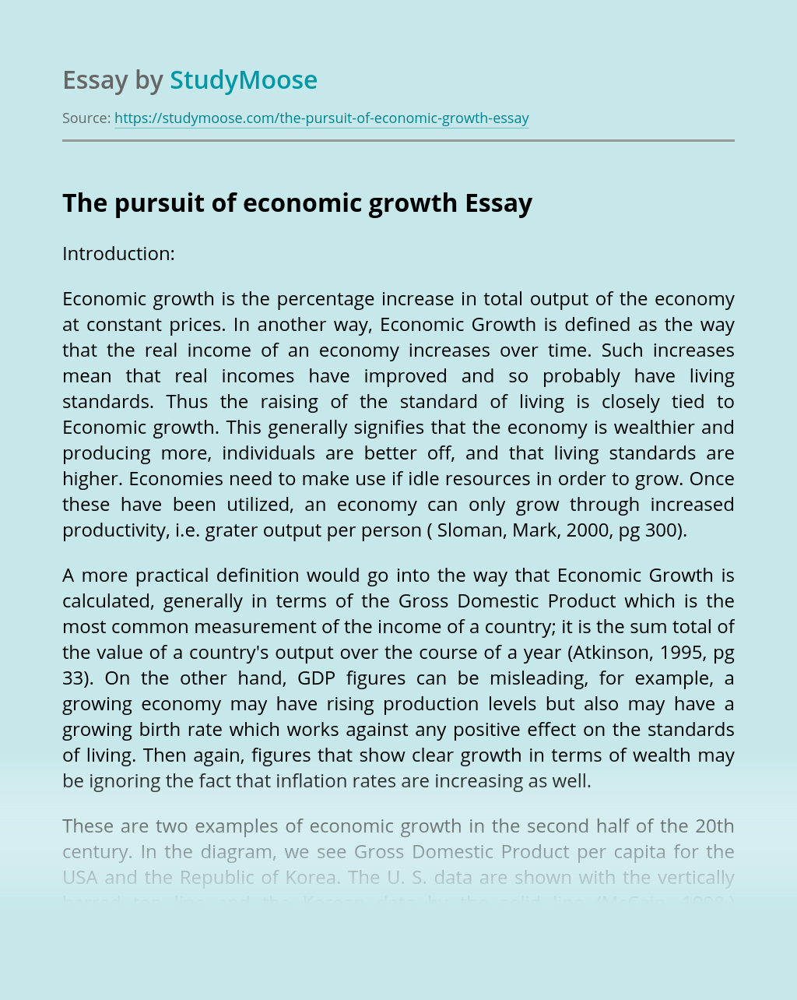 Essay by StudyMoose
Source: https://studymoose.com/the-pursuit-of-economic-growth-essay
The pursuit of economic growth Essay
Introduction:
Economic growth is the percentage increase in total output of the economy
at constant prices. In another way, Economic Growth is defined as the way
that the real income of an economy increases over time. Such increases
mean that real incomes have improved and so probably have living
standards. Thus the raising of the standard of living is closely tied to
Economic growth. This generally signifies that the economy is wealthier and
producing more, individuals are better off, and that living standards are
higher. Economies need to make use if idle resources in order to grow. Once
these have been utilized, an economy can only grow through increased
productivity, i.e. grater output per person ( Sloman, Mark, 2000, pg 300).
A more practical definition would go into the way that Economic Growth is
calculated, generally in terms of the Gross Domestic Product which is the
most common measurement of the income of a country; it is the sum total of
the value of a country's output over the course of a year (Atkinson, 1995, pg
33). On the other hand, GDP figures can be misleading, for example, a
growing economy may have rising production levels but also may have a
growing birth rate which works against any positive effect on the standards
of living. Then again, figures that show clear growth in terms of wealth may
be ignoring the fact that inflation rates are increasing as well.
These are two examples of economic growth in the second half of the 20th
century. In the diagram, we see Gross Domestic Product per capita for the
USA and the Republic of Korea. The U. S. data are shown with the vertically